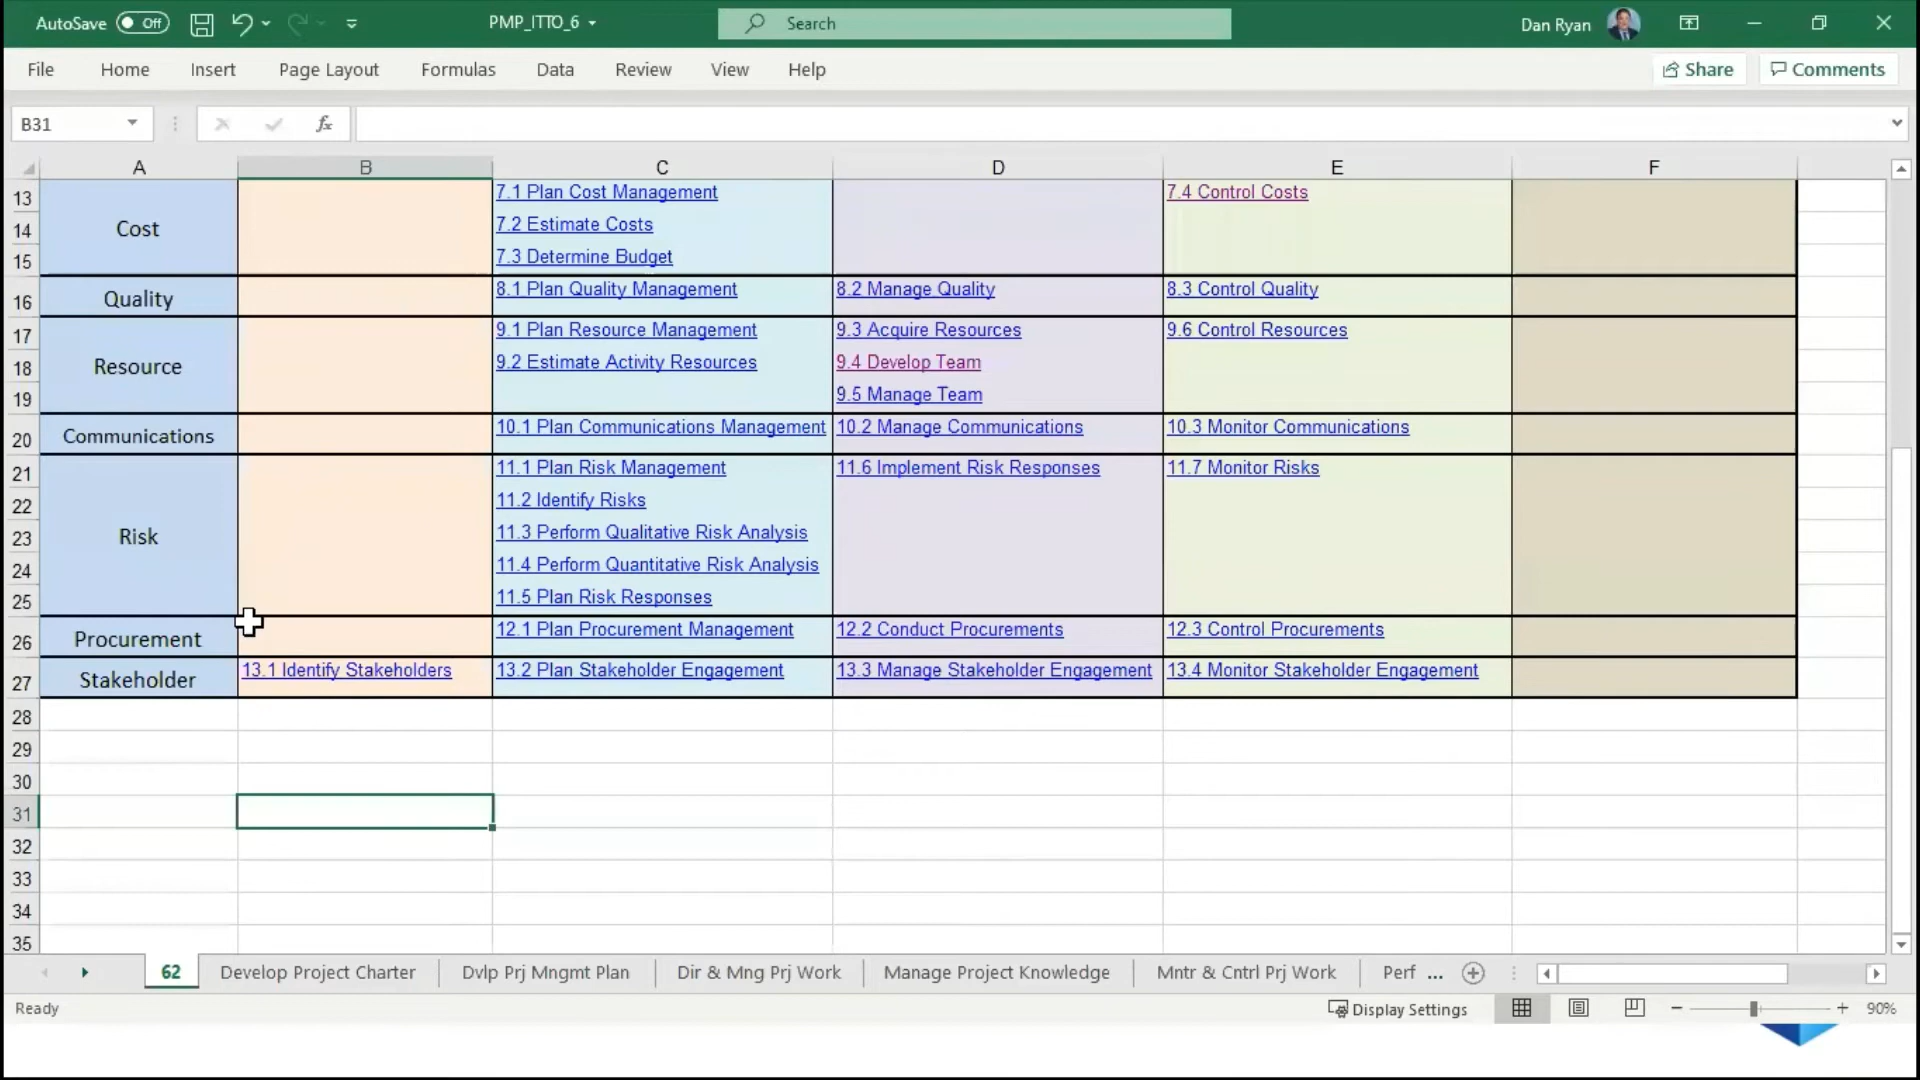 AutoSave Off PMP_ITTO_6 Search Dan Ryan
File Home Insert Page Layout Formulas Data Review View Help Share Comments
B31 fx
A B C D E F
13 7.1 Plan Cost Management 7.4 Control Costs
14 Cost 7.2 Estimate Costs
15 7.3 Determine Budget
16 Quality 8.1 Plan Quality Management 8.2 Manage Quality 8.3 Control Quality
17 9.1 Plan Resource Management 9.3 Acquire Resources 9.6 Control Resources
18 Resource 9.2 Estimate Activity Resources 9.4 Develop Team
19 9.5 Manage Team
20 Communications 10.1 Plan Communications Management 10.2 Manage Communications 10.3 Monitor Communications
21 11.1 Plan Risk Management 11.6 Implement Risk Responses 11.7 Monitor Risks
22 11.2 Identify Risks
23 Risk 11.3 Perform Qualitative Risk Analysis
24 11.4 Perform Quantitative Risk Analysis
25 11.5 Plan Risk Responses
26 Procurement 12.1 Plan Procurement Management 12.2 Conduct Procurements 12.3 Control Procurements
27 Stakeholder 13.1 Identify Stakeholders 13.2 Plan Stakeholder Engagement 13.3 Manage Stakeholder Engagement 13.4 Monitor Stakeholder Engagement
28
29
30
31
32
33
34
35
62 Develop Project Charter Dvlp Prj Mngmt Plan Dir & Mng Prj Work Manage Project Knowledge Mntr & Cntrl Prj Work Perf ...
Ready Display Settings 90%